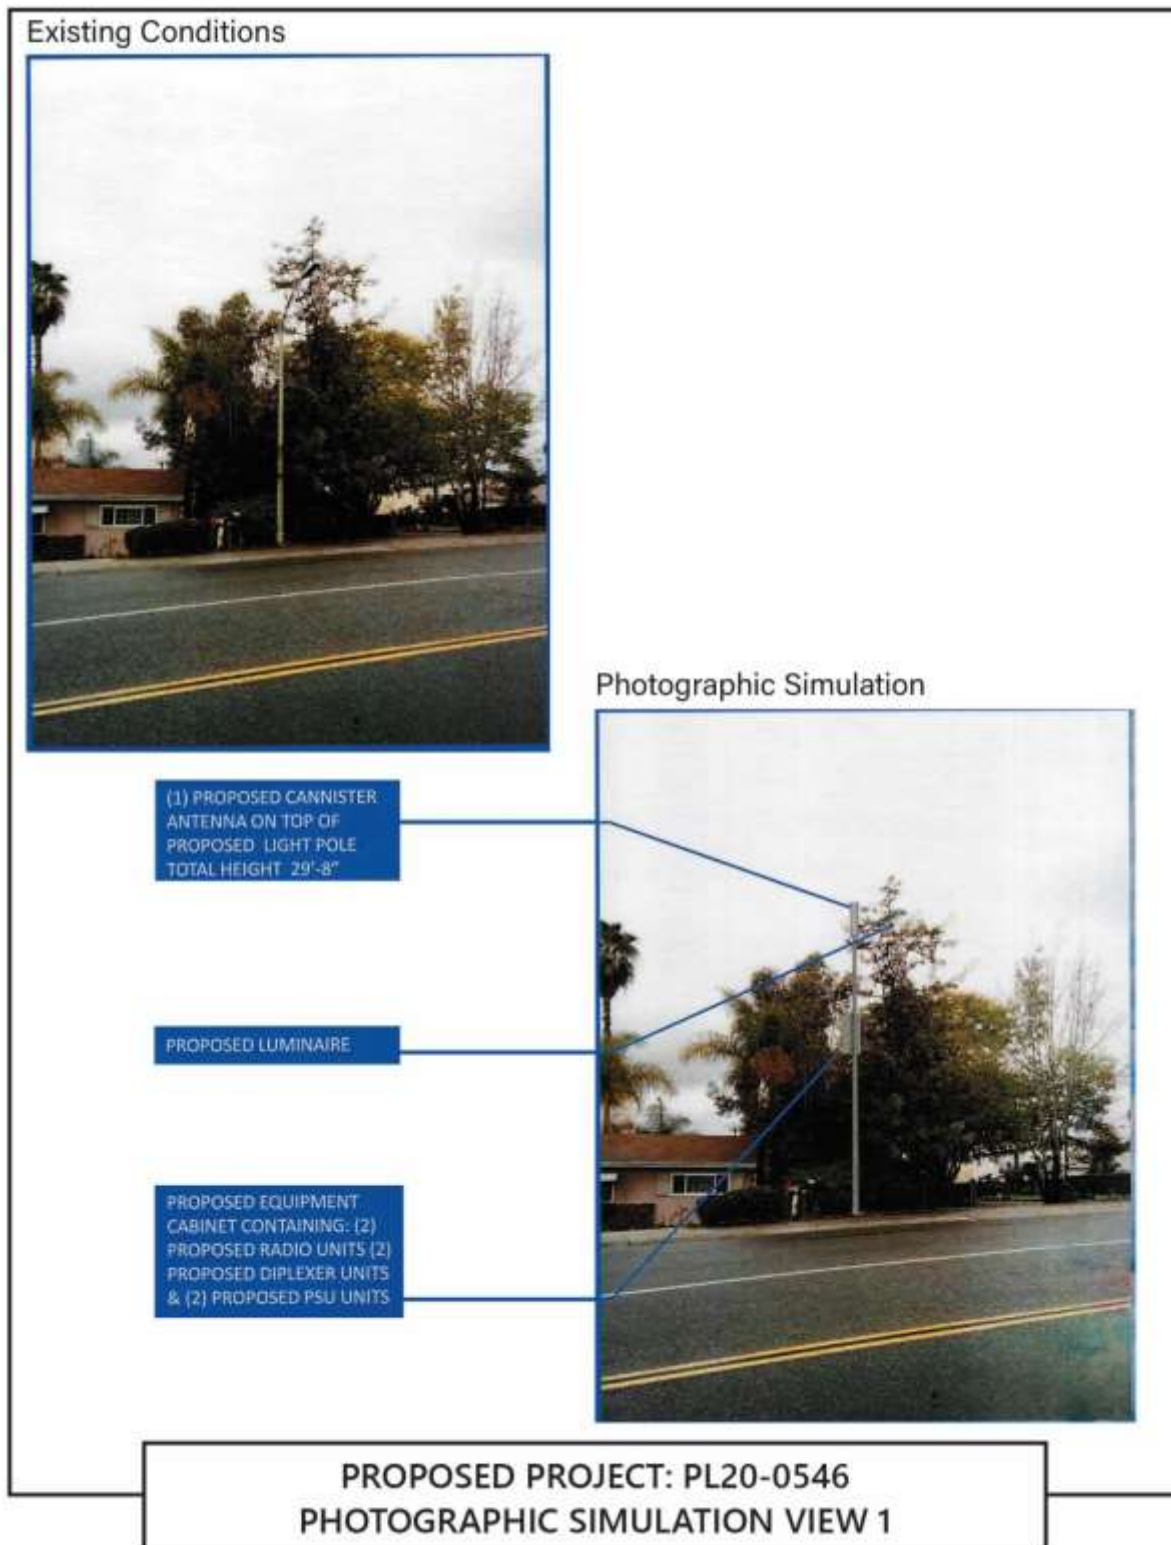 Existing Conditions
Photographic Simulation
(1) PROPOSED CANNISTER
ANTENNA ON TOP OF
PROPOSED LIGHT POLE
TOTAL HEIGHT 29'-8"
PROPOSED LUMINAIRE
PROPOSED EQUIPMENT
CABINET CONTAINING: (2)
PROPOSED RADIO UNITS (2)
PROPOSED DIPLEXER UNITS
& (2) PROPOSED PSU UNITS
PROPOSED PROJECT: PL20-0546
PHOTOGRAPHIC SIMULATION VIEW 1